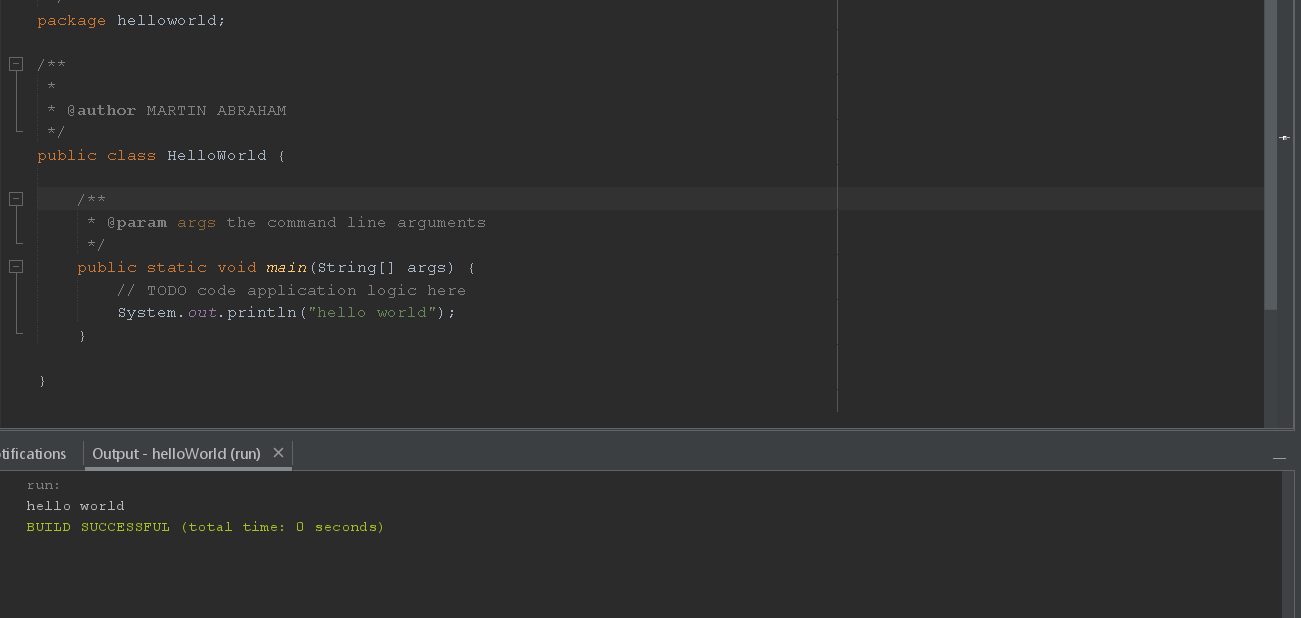 package helloworld;
/**
*
* @author MARTIN ABRAHAM
*/
public class HelloWorld {
/**
* @param args the command line arguments
*/
public static void main(String[] args) {
// TODO code application logic here
System.out.println("hello world");
}
}
Output - helloWorld (run)
run:
hello world
BUILD SUCCESSFUL (total time: 0 seconds)